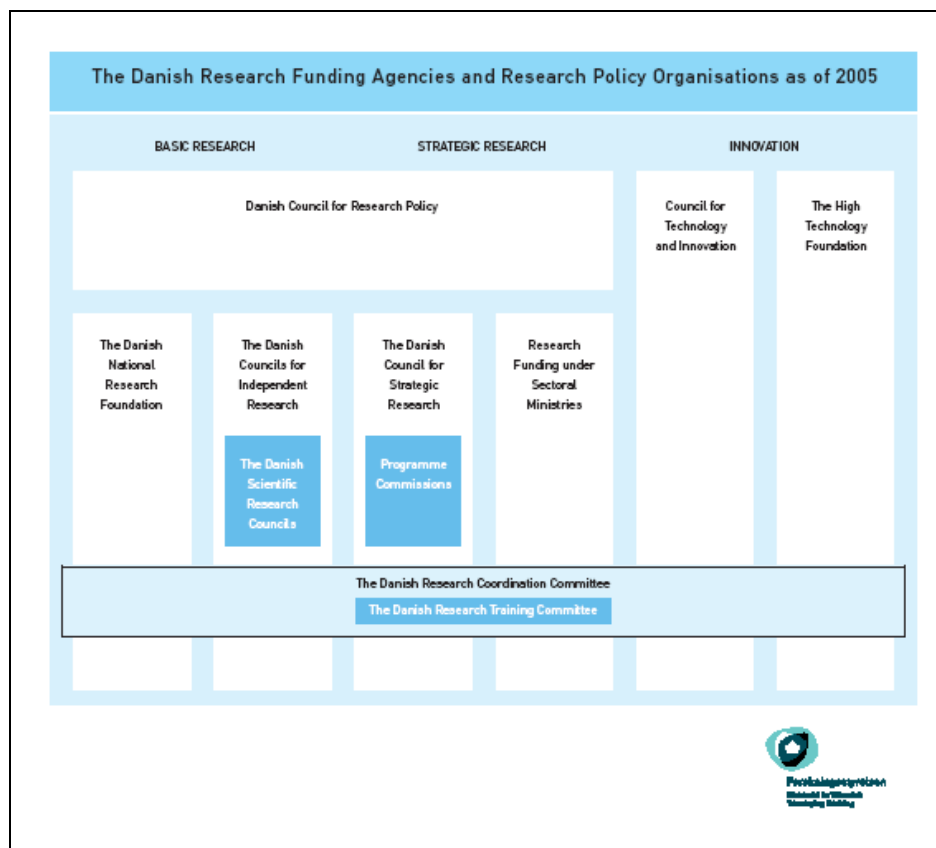 The Danish Research Funding Agencies and Research Policy Organisations as of 2005
BASIC RESEARCH
STRATEGIC RESEARCH
INNOVATION
Danish Council for Research Policy
Council for
Technology
and Innovation
The High
Technology
Foundation
The Danish
National
Research
Foundation
The Danish
Councils for
Independent
Research
The Danish
Council for
Strategic
Research
Research
Funding under
Sectoral
Ministries
The Danish
Scientific
Research
Councils
Programme
Commissions
The Danish Research Coordination Committee
The Danish Research Training Committee
Forskningsstyrelsen